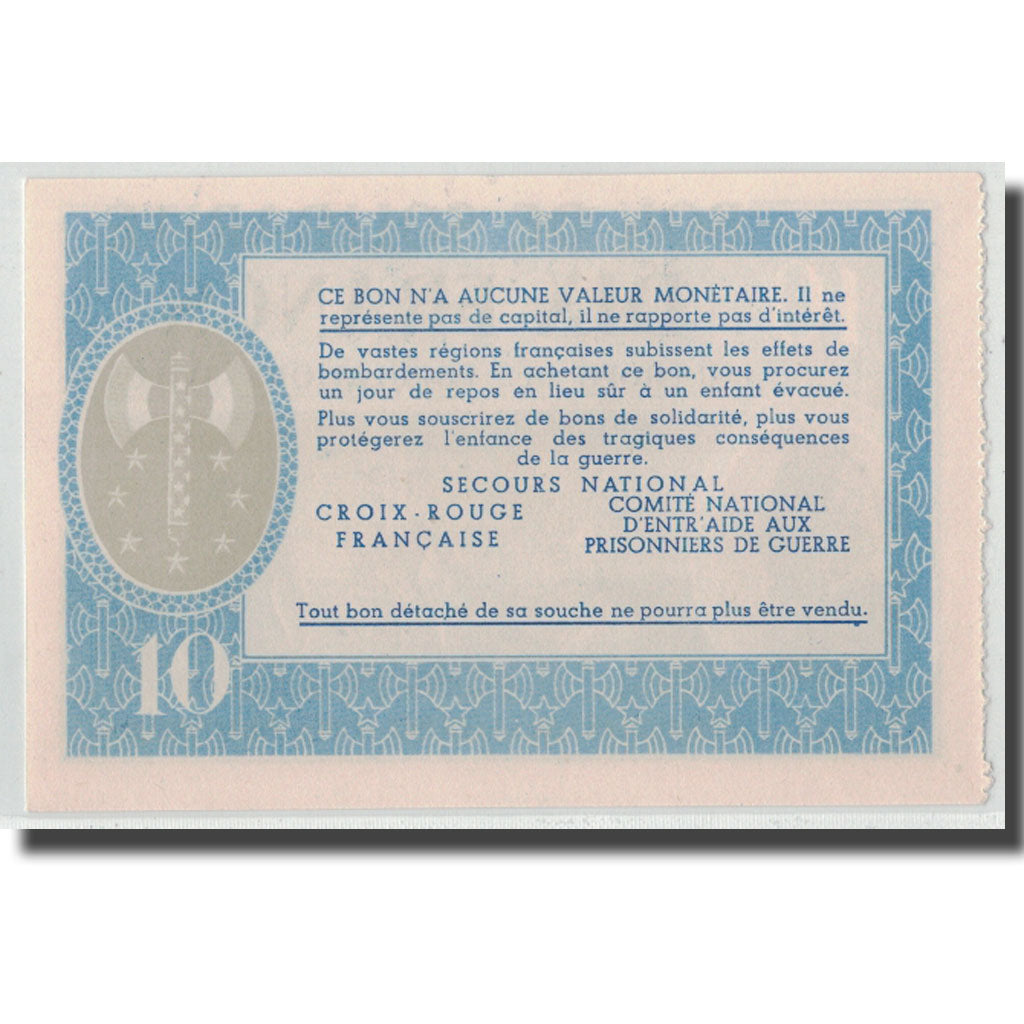 CE BON N'A AUCUNE VALEUR MONÉTAIRE. Il ne
représente pas de capital, il ne rapporte pas d'intérêt.
De vastes régions françaises subissent les effets de
bombardements. En achetant ce bon, vous procurez
un jour de repos en lieu sûr à un enfant évacué.
Plus vous souscrirez de bons de solidarité, plus vous
protégerez l'enfance des tragiques conséquences
de la guerre.
SECOURS NATIONAL
CROIX-ROUGE
FRANÇAISE
COMITÉ NATIONAL
D'ENTR'AIDE AUX
PRISONNIERS DE GUERRE
Tout bon détaché de sa souche ne pourra plus être vendu.
10